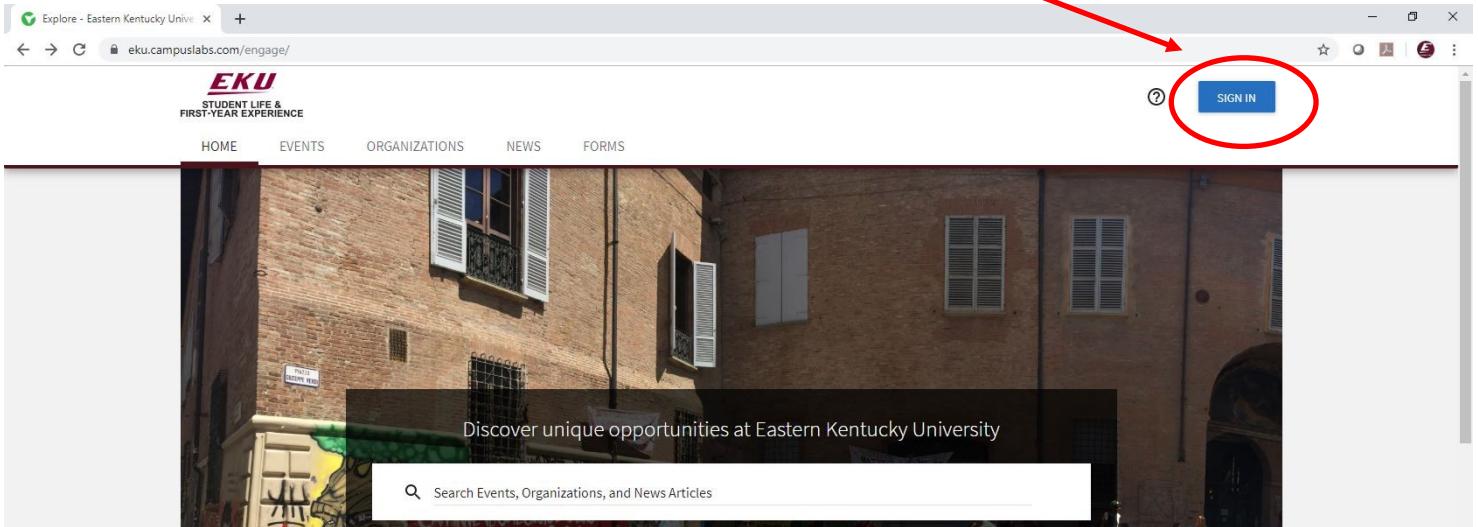 Explore - Eastern Kentucky Unive
eku.campuslabs.com/engage/
EKU
STUDENT LIFE &
FIRST-YEAR EXPERIENCE
SIGN IN
HOME EVENTS ORGANIZATIONS NEWS FORMS
Discover unique opportunities at Eastern Kentucky University
Search Events, Organizations, and News Articles